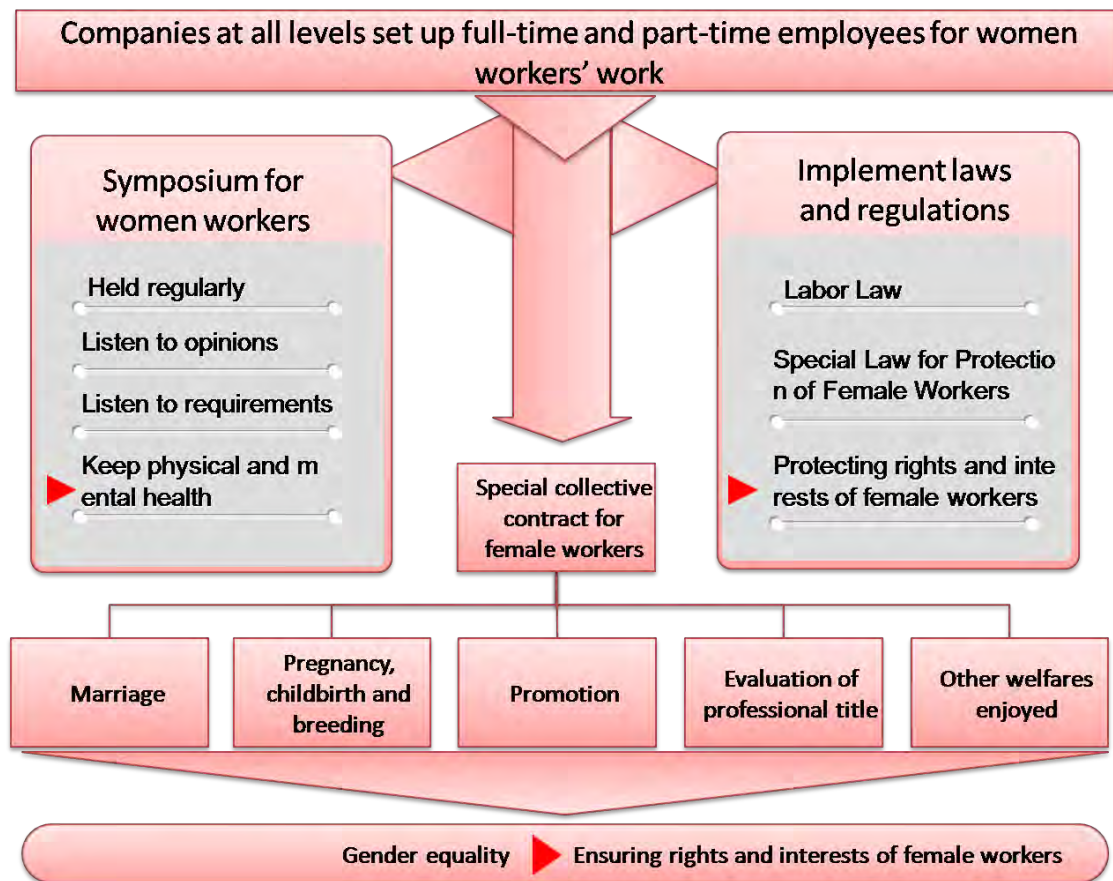 Companies at all levels set up full-time and part-time employees for women
workers' work
Symposium for
women workers
Held regularly
Listen to opinions
Listen to requirements
Keep physical and m
ental health
Implement laws
and regulations
Labor Law
Special Law for Protectio
n of Female Workers
Protecting rights and inte
rests of female workers
Special collective
contract for
female workers
Marriage
Pregnancy,
childbirth and
breeding
Promotion
Evaluation of
professional title
Other welfares
enjoyed
Gender equality Ensuring rights and interests of female workers